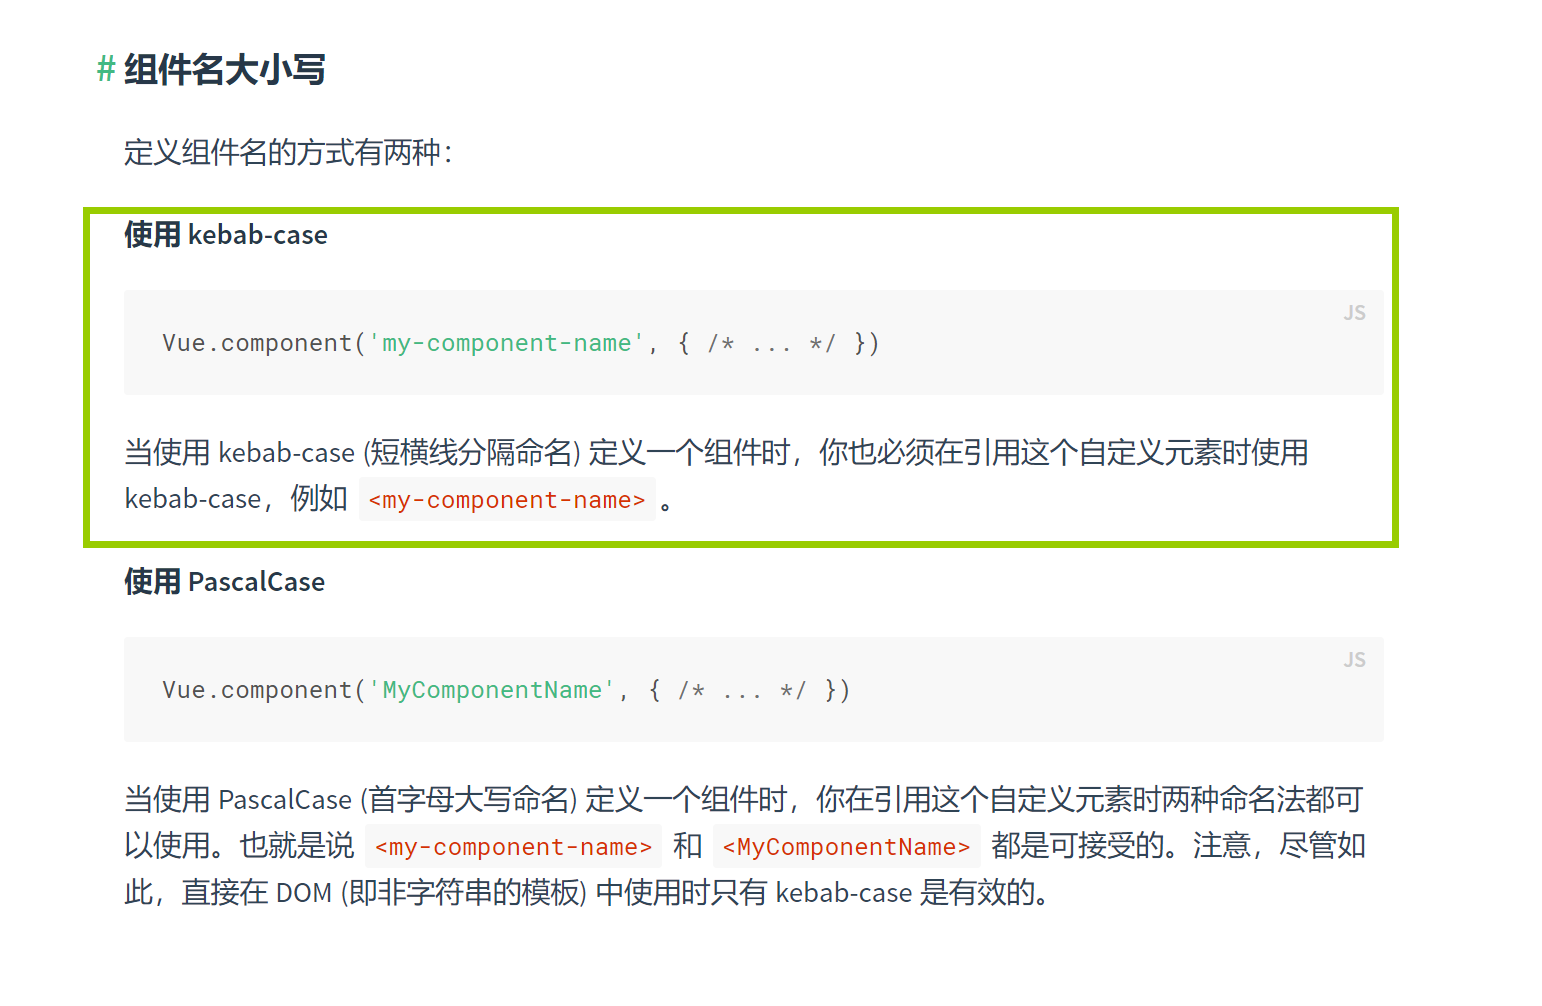 # 组件名大小写
定义组件名的方式有两种：
使用 kebab-case
JS
Vue.component('my-component-name', { /* ... */ })
当使用 kebab-case (短横线分隔命名) 定义一个组件时，你也必须在引用这个自定义元素时使用
kebab-case，例如 <my-component-name> 。
使用 PascalCase
JS
Vue.component('MyComponentName', { /* ... */ })
当使用 PascalCase (首字母大写命名) 定义一个组件时，你在引用这个自定义元素时两种命名法都可
以使用。也就是说 <my-component-name> 和 <MyComponentName> 都是可接受的。注意，尽管如
此，直接在 DOM (即非字符串的模板) 中使用时只有 kebab-case 是有效的。